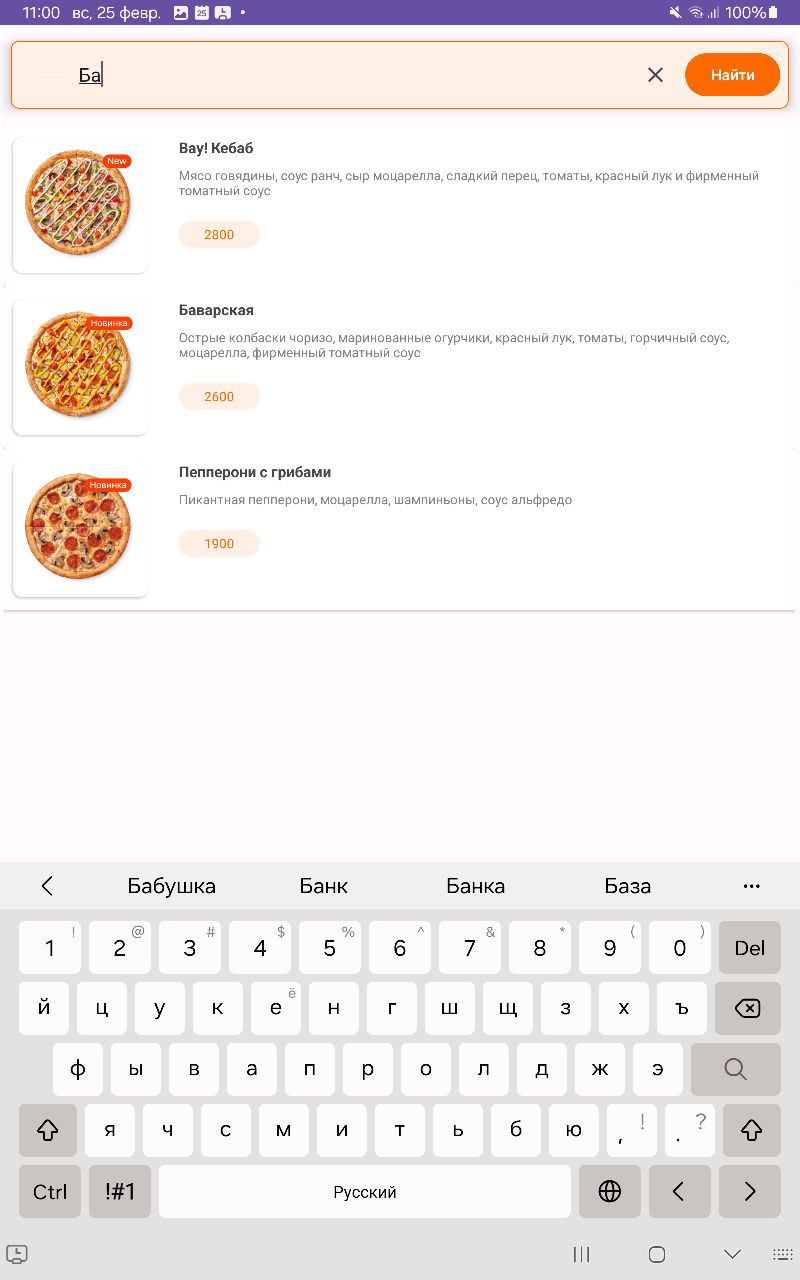 11:00 вс, 25 февр. 25 100%
Ба
Найти
New
Вау! Кебаб
Мясо говядины, соус ранч, сыр моцарелла, сладкий перец, томаты, красный лук и фирменный
томатный соус
2800
Новинка
Баварская
Острые колбаски чоризо, маринованные огурчики, красный лук, томаты, горчичный соус,
моцарелла, фирменный томатный соус
2600
Новинка
Пепперони с грибами
Пикантная пепперони, моцарелла, шампиньоны, соус альфредо
1900
Бабушка Банк Банка База ···
! @ # $ % ^ & * ( )
1 2 3 4 5 6 7 8 9 0 Del
й ц у к е ё н г ш щ з х ъ
ф ы в а п р о л д ж э
я ч с м и т ь б ю , ! . ?
Ctrl !#1 Русский < >